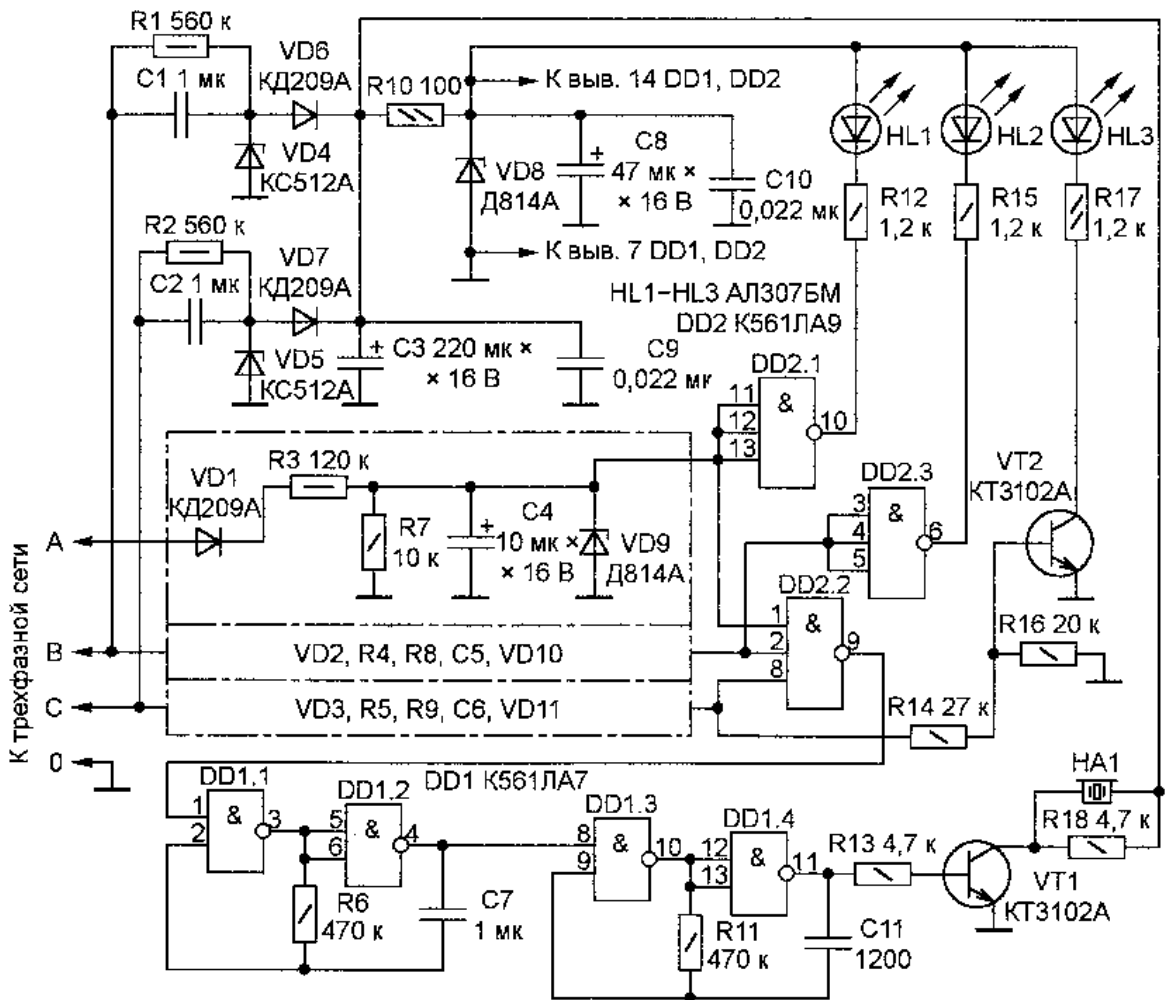 R1 560 к
C1 1 мк
VD6
КД209А
R10 100
К выв. 14 DD1, DD2
VD4
КС512А
VD8
Д814А
C8
47 мк ×
× 16 В
C10
0,022 мк
HL1
HL2
HL3
R12
1,2 к
R15
1,2 к
R17
1,2 к
R2 560 к
C2 1 мк
VD7
КД209А
К выв. 7 DD1, DD2
HL1–HL3 АЛ307БМ
DD2 К561ЛА9
VD5
КС512А
C3 220 мк ×
× 16 В
C9
0,022 мк
DD2.1
11
12
13
&
10
VD1
КД209А
R3 120 к
R7
10 к
C4
10 мк ×
× 16 В
VD9
Д814А
DD2.3
3
4
5
&
6
VT2
КТ3102А
DD2.2
1
2
8
&
9
R16 20 к
R14 27 к
К трехфазной сети
A
B
C
0
VD2, R4, R8, C5, VD10
VD3, R5, R9, C6, VD11
DD1 К561ЛА7
DD1.1
1
2
&
3
DD1.2
5
6
&
4
R6
470 к
C7
1 мк
DD1.3
8
9
&
10
DD1.4
12
13
&
11
R11
470 к
C11
1200
R13 4,7 к
VT1
КТ3102А
HA1
R18 4,7 к